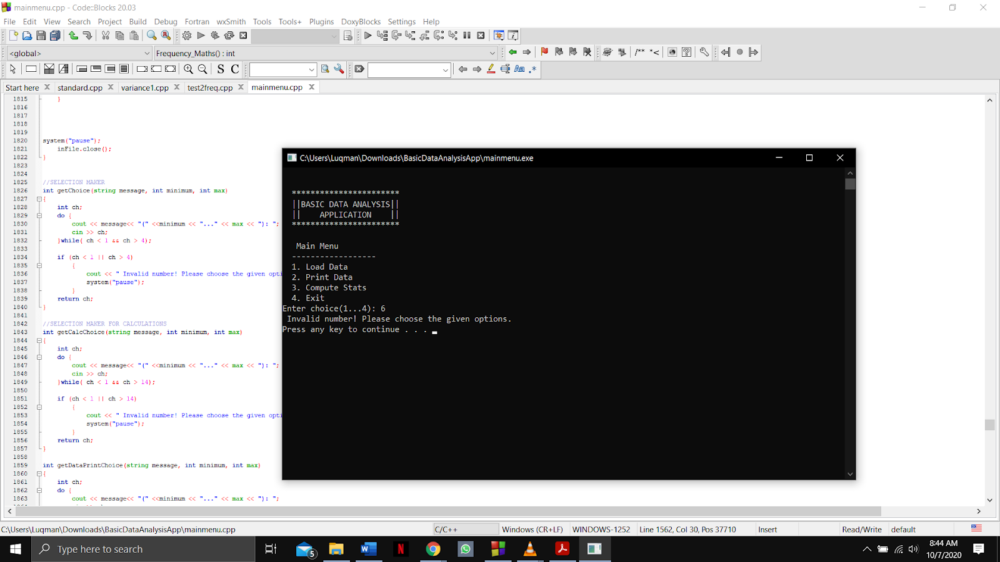 mainmenu.cpp - Code::Blocks 20.03
File Edit View Search Project Build Debug Fortran wxSmith Tools Tools+ Plugins DoxyBlocks Settings Help
<global> Frequency_Maths() : int
/** *<
S C
Aa .*
Start here standard.cpp variance1.cpp test2freq.cpp mainmenu.cpp
1815 }
1816
1817
1818
1819
1820 system("pause");
1821 inFile.close();
1822 }
1823
1824
1825 //SELECTION MAKER
1826 int getChoice(string message, int minimum, int max)
1827 {
1828 int ch;
1829 do {
1830 cout << message<< "(" <<minimum << "..." << max << "): ";
1831 cin >> ch;
1832 }while( ch < 1 && ch > 4);
1833
1834 if (ch < 1 || ch > 4)
1835 {
1836 cout << " Invalid number! Please choose the given opti
1837 system("pause");
1838 }
1839 return ch;
1840 }
1841
1842 //SELECTION MAKER FOR CALCULATIONS
1843 int getCalcChoice(string message, int minimum, int max)
1844 {
1845 int ch;
1846 do {
1847 cout << message<< "(" <<minimum << "..." << max << "): ";
1848 cin >> ch;
1849 }while( ch < 1 && ch > 14);
1850
1851 if (ch < 1 || ch > 14)
1852 {
1853 cout << " Invalid number! Please choose the given opti
1854 system("pause");
1855 }
1856 return ch;
1857 }
1858
1859 int getDataPrintChoice(string message, int minimum, int max)
1860 {
1861 int ch;
1862 do {
1863 cout << message<< "(" <<minimum << "..." << max << "): ";
C:\Users\Luqman\Downloads\BasicDataAnalysisApp\mainmenu.exe
***********************
||BASIC DATA ANALYSIS||
|| APPLICATION ||
***********************
Main Menu
------------------
1. Load Data
2. Print Data
3. Compute Stats
4. Exit
Enter choice(1...4): 6
Invalid number! Please choose the given options.
Press any key to continue . . .
C:\Users\Luqman\Downloads\BasicDataAnalysisApp\mainmenu.cpp C/C++ Windows (CR+LF) WINDOWS-1252 Line 1562, Col 30, Pos 37710 Insert Read/Write default
Type here to search
5
8:44 AM
10/7/2020